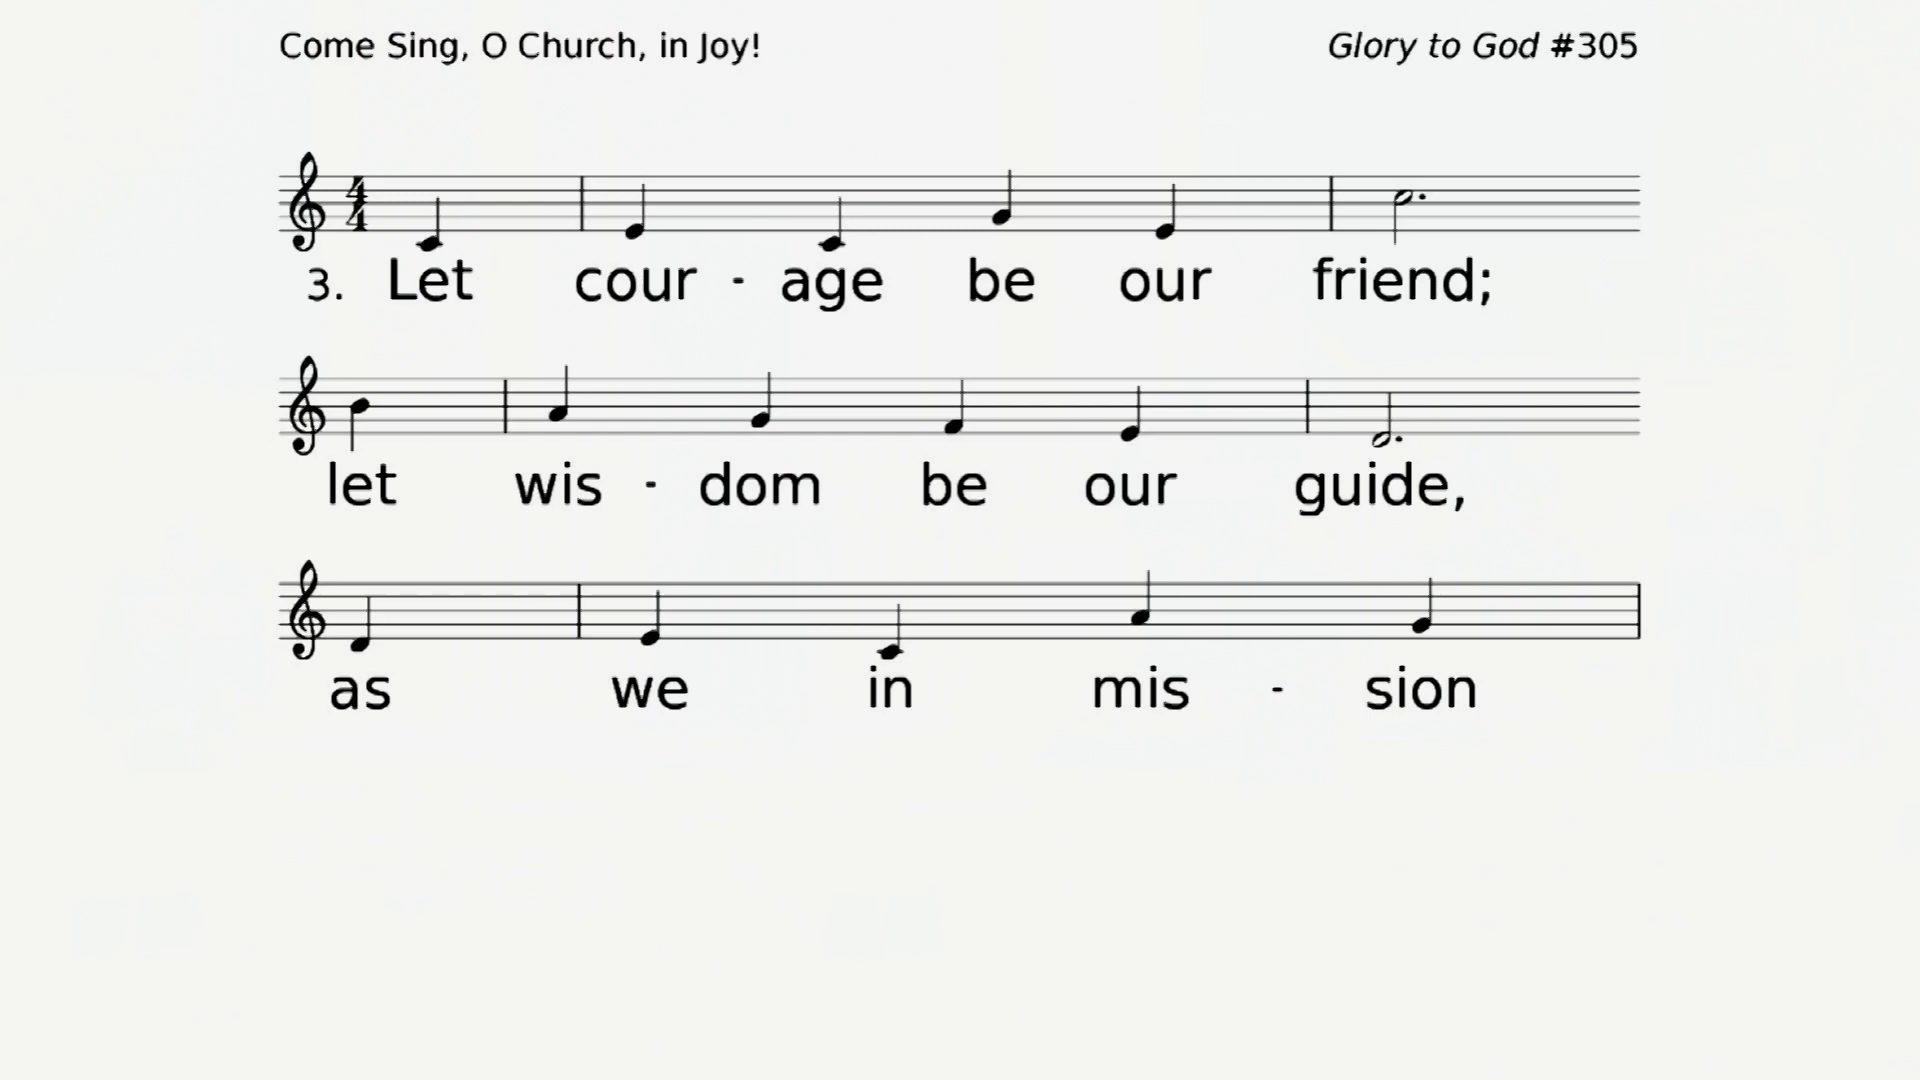 Come Sing, O Church, in Joy! Glory to God #305
3. Let cour - age be our friend;
let wis - dom be our guide,
as we in mis - sion